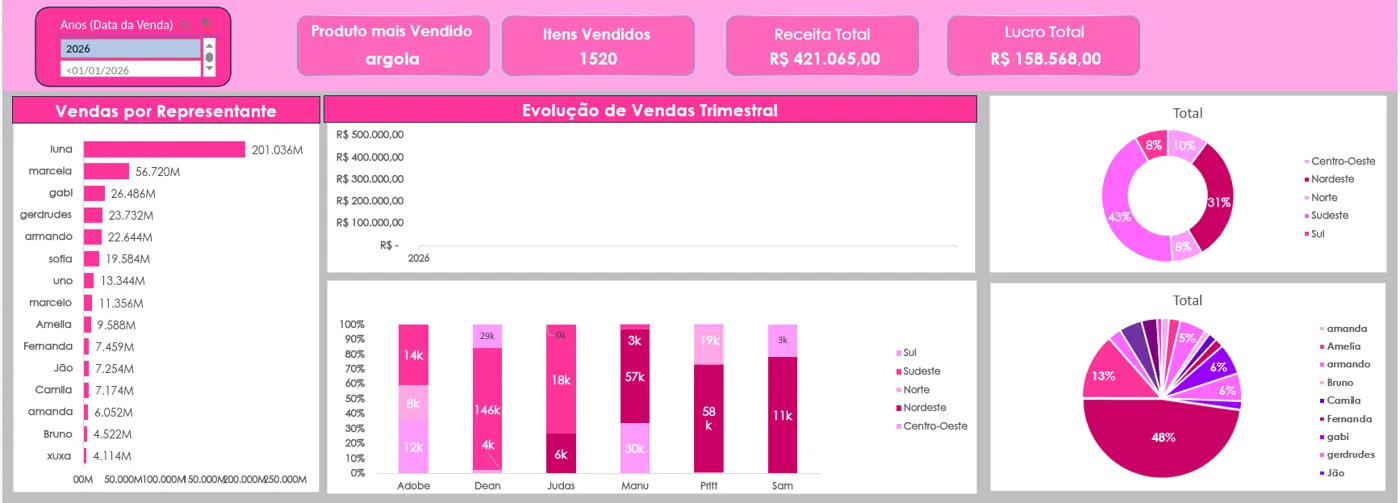 Anos (Data da Venda)
2026
<01/01/2026
Produto mais Vendido
argola
Itens Vendidos
1520
Receita Total
R$ 421.065,00
Lucro Total
R$ 158.568,00
Vendas por Representante
luna 201.036M
marcela 56.720M
gabi 26.486M
gerdrudes 23.732M
armando 22.644M
sofia 19.584M
uno 13.344M
marcelo 11.356M
Amelia 9.588M
Fernanda 7.459M
Jão 7.254M
Camila 7.174M
amanda 6.052M
Bruno 4.522M
xuxa 4.114M
00M 50.000M 100.000M 150.000M 200.000M 250.000M
Evolução de Vendas Trimestral
R$ 500.000,00
R$ 400.000,00
R$ 300.000,00
R$ 200.000,00
R$ 100.000,00
R$ -
2026
100%
90%
80%
70%
60%
50%
40%
30%
20%
10%
0%
14k
8k
12k
29k
146k
4k
0k
18k
6k
3k
57k
30k
19k
58
k
3k
11k
Adobe Dean Judas Manu Pritt Sam
Sul
Sudeste
Norte
Nordeste
Centro-Oeste
Total
8% 10%
31%
43%
8%
Centro-Oeste
Nordeste
Norte
Sudeste
Sul
Total
5%
6%
6%
13%
48%
amanda
Amelia
armando
Bruno
Camila
Fernanda
gabi
gerdrudes
Jão